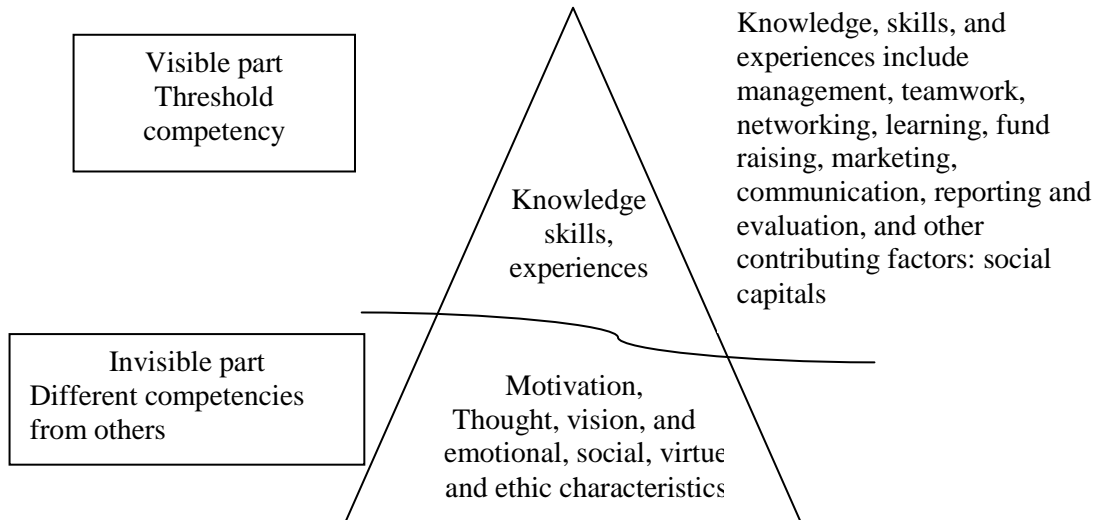 Visible part
Threshold
competency
Knowledge, skills, and
experiences include
management, teamwork,
networking, learning, fund
raising, marketing,
communication, reporting and
evaluation, and other
contributing factors: social
capitals
Knowledge
skills,
experiences
Invisible part
Different competencies
from others
Motivation,
Thought, vision, and
emotional, social, virtue
and ethic characteristics